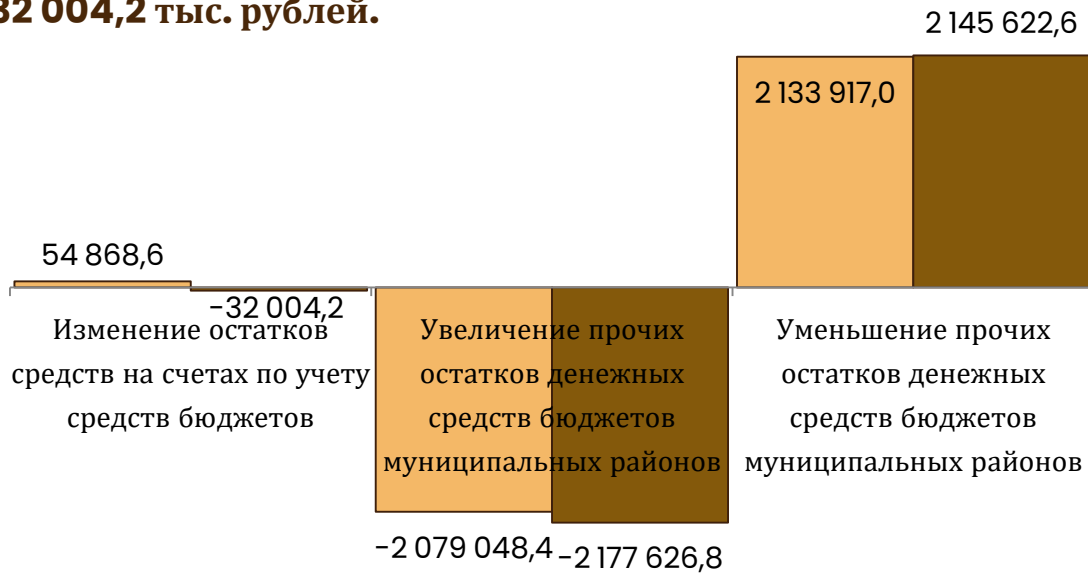 32 004,2 тыс. рублей.
2 145 622,6
2 133 917,0
54 868,6
-32 004,2
Изменение остатков
средств на счетах по учету
средств бюджетов
Увеличение прочих
остатков денежных
средств бюджетов
муниципальных районов
Уменьшение прочих
остатков денежных
средств бюджетов
муниципальных районов
-2 079 048,4
-2 177 626,8